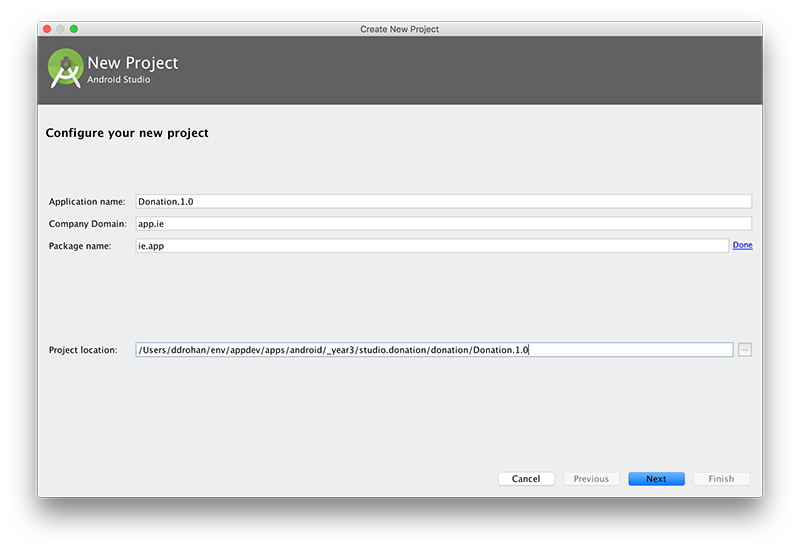 Create New Project
New Project
Android Studio
Configure your new project
Application name: Donation.1.0
Company Domain: app.ie
Package name: ie.app Done
Project location: /Users/ddrohan/env/appdev/apps/android/_year3/studio.donation/donation/Donation.1.0 ...
Cancel Previous Next Finish